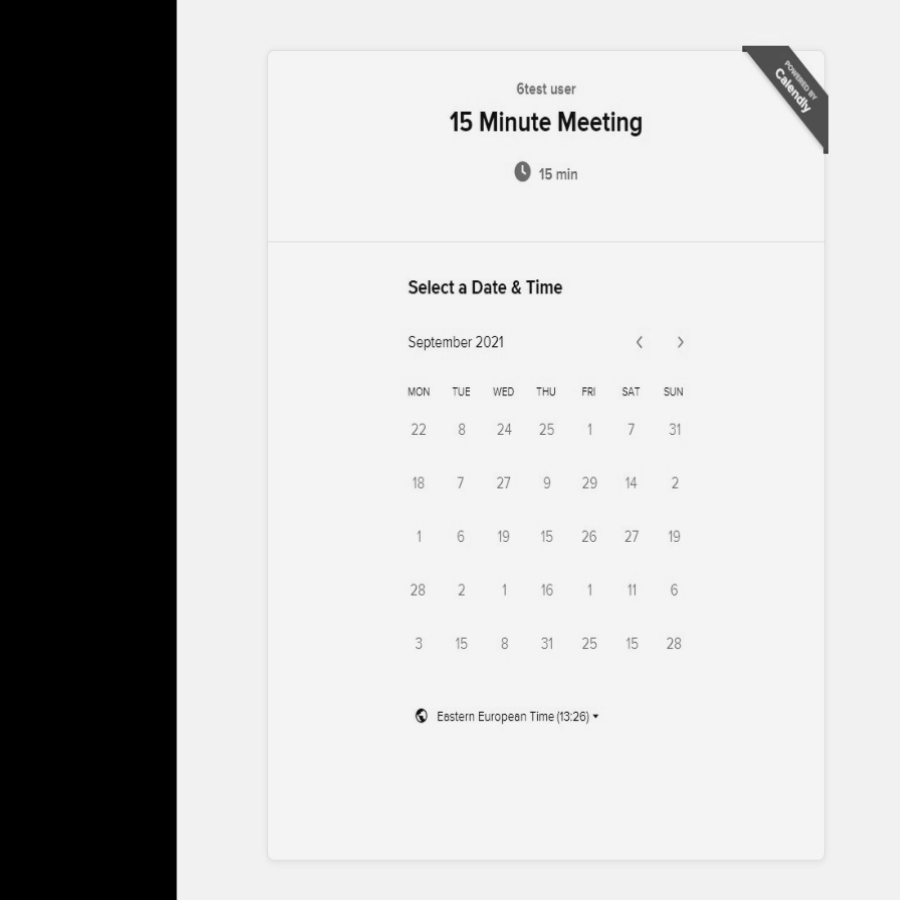 POWERED BY
Calendly
6test user
15 Minute Meeting
15 min
Select a Date & Time
September 2021
MON TUE WED THU FRI SAT SUN
22 8 24 25 1 7 31
18 7 27 9 29 14 2
1 6 19 15 26 27 19
28 2 1 16 1 11 6
3 15 8 31 25 15 28
Eastern European Time (13:26)